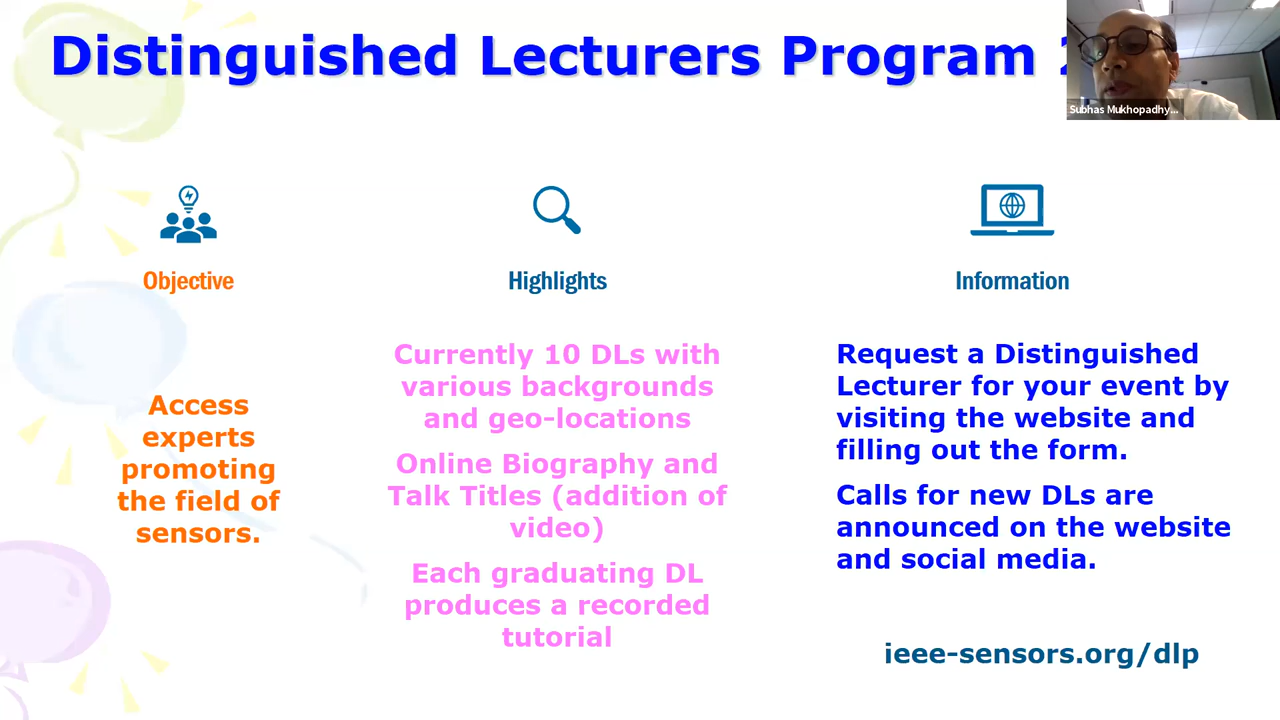 Distinguished Lecturers Program
Subhas Mukhopadhy...
Objective
Access
experts
promoting
the field of
sensors.
Highlights
Currently 10 DLs with
various backgrounds
and geo-locations
Online Biography and
Talk Titles (addition of
video)
Each graduating DL
produces a recorded
tutorial
Information
Request a Distinguished
Lecturer for your event by
visiting the website and
filling out the form.
Calls for new DLs are
announced on the website
and social media.
ieee-sensors.org/dlp